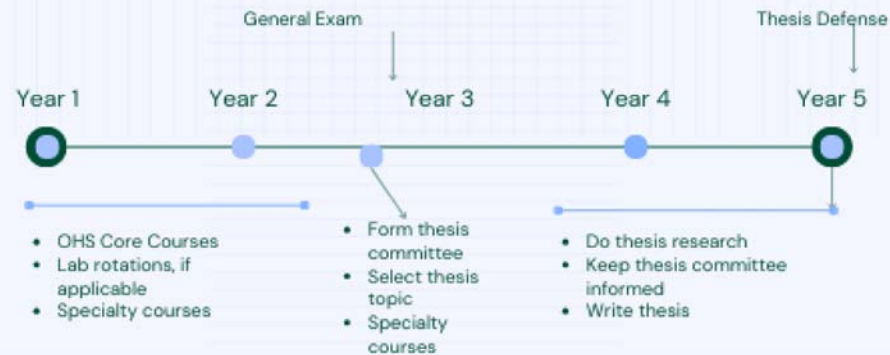 General Exam
Thesis Defense
Year 1
Year 2
Year 3
Year 4
Year 5
• OHS Core Courses
• Lab rotations, if
applicable
• Specialty courses
• Form thesis
committee
• Select thesis
topic
• Specialty
courses
• Do thesis research
• Keep thesis committee
informed
• Write thesis